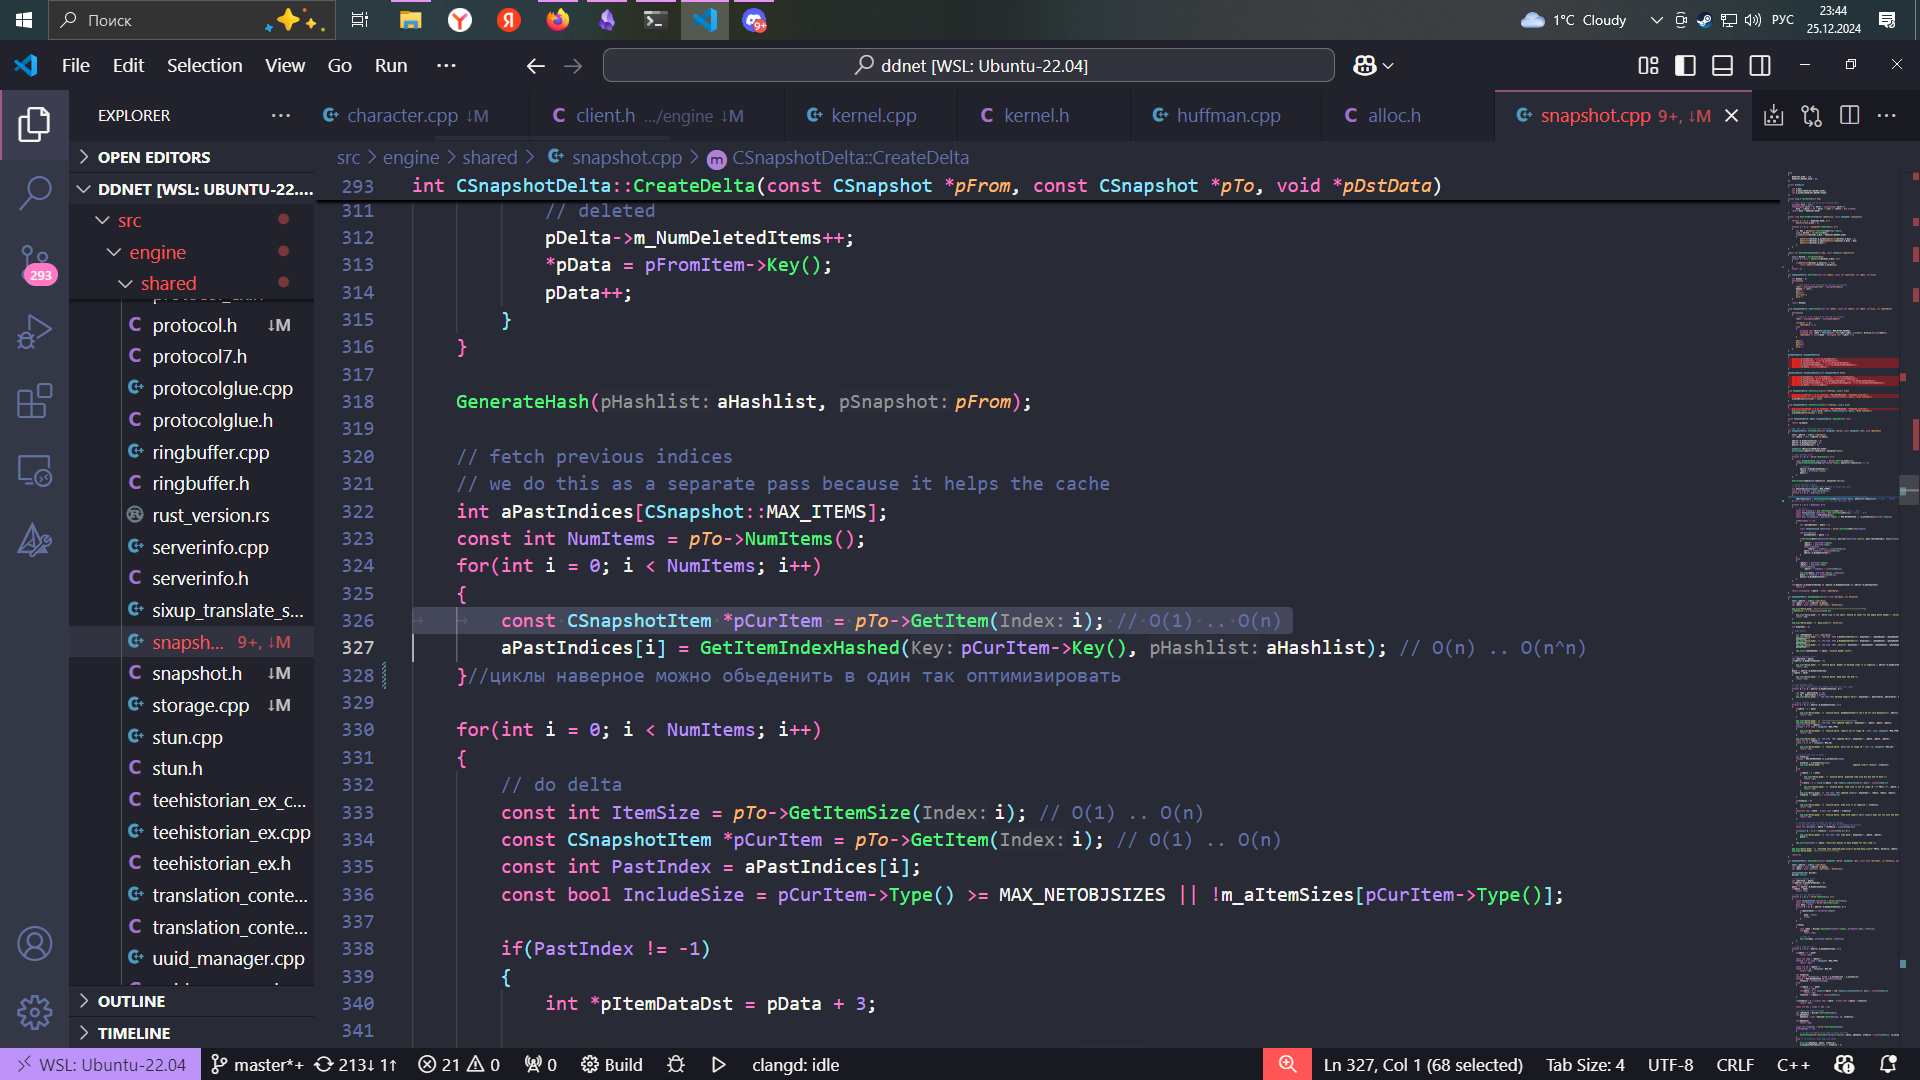 Поиск
1°C Cloudy
РУС
23:44
25.12.2024
File Edit Selection View Go Run ···
ddnet [WSL: Ubuntu-22.04]
EXPLORER
character.cpp ↓M
client.h .../engine ↓M
kernel.cpp
kernel.h
huffman.cpp
alloc.h
snapshot.cpp 9+, ↓M
OPEN EDITORS
DDNET [WSL: UBUNTU-22....
src
engine
shared
protocol.h ↓M
protocol7.h
protocolglue.cpp
protocolglue.h
ringbuffer.cpp
ringbuffer.h
rust_version.rs
serverinfo.cpp
serverinfo.h
sixup_translate_s...
snapsh... 9+, ↓M
snapshot.h ↓M
storage.cpp ↓M
stun.cpp
stun.h
teehistorian_ex_c...
teehistorian_ex.cpp
teehistorian_ex.h
translation_conte...
translation_conte...
uuid_manager.cpp
OUTLINE
TIMELINE
293
src > engine > shared > snapshot.cpp > CSnapshotDelta::CreateDelta
293 int CSnapshotDelta::CreateDelta(const CSnapshot *pFrom, const CSnapshot *pTo, void *pDstData)
311 // deleted
312 pDelta->m_NumDeletedItems++;
313 *pData = pFromItem->Key();
314 pData++;
315 }
316 }
317
318 GenerateHash(pHashlist: aHashlist, pSnapshot: pFrom);
319
320 // fetch previous indices
321 // we do this as a separate pass because it helps the cache
322 int aPastIndices[CSnapshot::MAX_ITEMS];
323 const int NumItems = pTo->NumItems();
324 for(int i = 0; i < NumItems; i++)
325 {
326 const CSnapshotItem *pCurItem = pTo->GetItem(Index: i); // O(1) .. O(n)
327 aPastIndices[i] = GetItemIndexHashed(Key: pCurItem->Key(), pHashlist: aHashlist); // O(n) .. O(n^n)
328 }//циклы наверное можно обьеденить в один так оптимизировать
329
330 for(int i = 0; i < NumItems; i++)
331 {
332 // do delta
333 const int ItemSize = pTo->GetItemSize(Index: i); // O(1) .. O(n)
334 const CSnapshotItem *pCurItem = pTo->GetItem(Index: i); // O(1) .. O(n)
335 const int PastIndex = aPastIndices[i];
336 const bool IncludeSize = pCurItem->Type() >= MAX_NETOBJSIZES || !m_aItemSizes[pCurItem->Type()];
337
338 if(PastIndex != -1)
339 {
340 int *pItemDataDst = pData + 3;
341
WSL: Ubuntu-22.04 master*+ 213↓ 1↑ 21 0 0 Build clangd: idle
Ln 327, Col 1 (68 selected) Tab Size: 4 UTF-8 CRLF C++